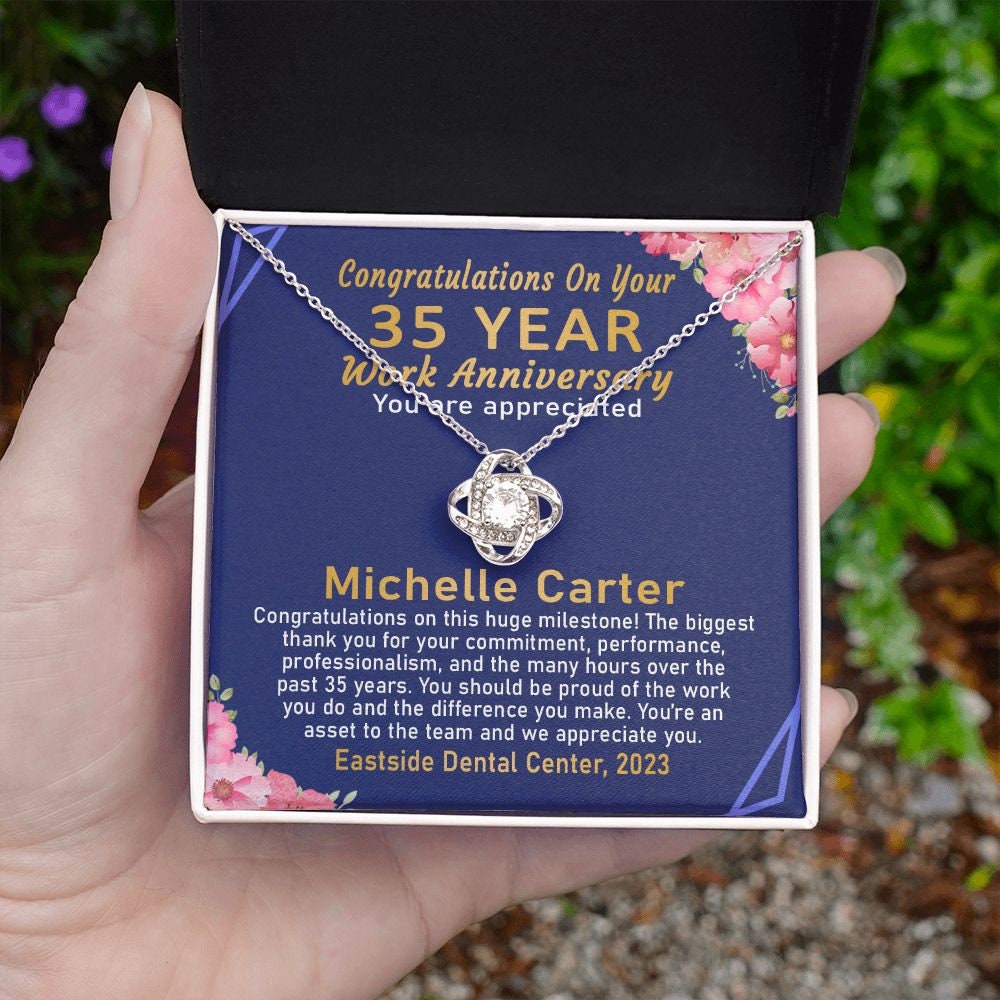 Congratulations On Your
35 YEAR
Work Anniversary
You are appreciated
Michelle Carter
Congratulations on this huge milestone! The biggest
thank you for your commitment, performance,
professionalism, and the many hours over the
past 35 years. You should be proud of the work
you do and the difference you make. You're an
asset to the team and we appreciate you.
Eastside Dental Center, 2023